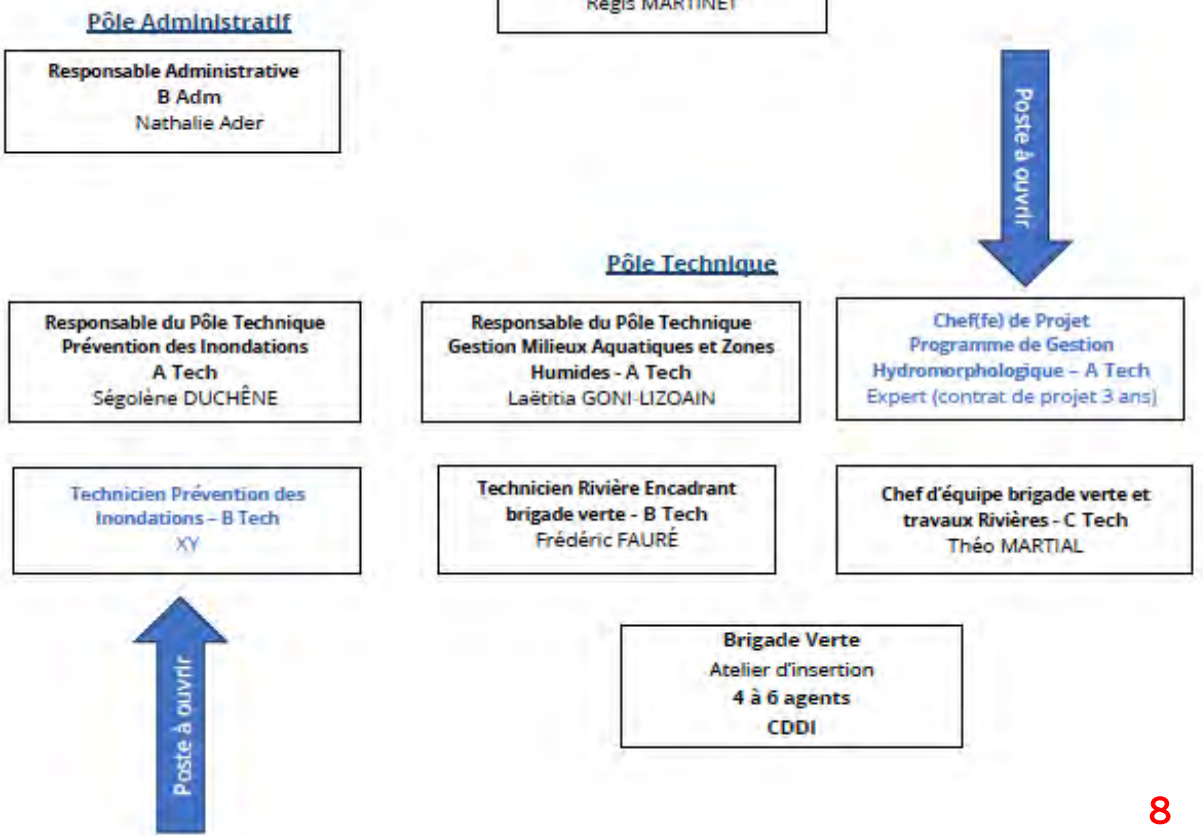 Régis MARTINET
Pôle Administratif
Responsable Administrative
B Adm
Nathalie Ader
Poste à ouvrir
Pôle Technique
Responsable du Pôle Technique
Prévention des Inondations
A Tech
Ségolène DUCHÊNE
Responsable du Pôle Technique
Gestion Milieux Aquatiques et Zones
Humides - A Tech
Laëtitia GONI-LIZOAIN
Chef(fe) de Projet
Programme de Gestion
Hydromorphologique – A Tech
Expert (contrat de projet 3 ans)
Technicien Prévention des
Inondations – B Tech
XY
Technicien Rivière Encadrant
brigade verte - B Tech
Frédéric FAURÉ
Chef d'équipe brigade verte et
travaux Rivières - C Tech
Théo MARTIAL
Poste à ouvrir
Brigade Verte
Atelier d'insertion
4 à 6 agents
CDDI
8